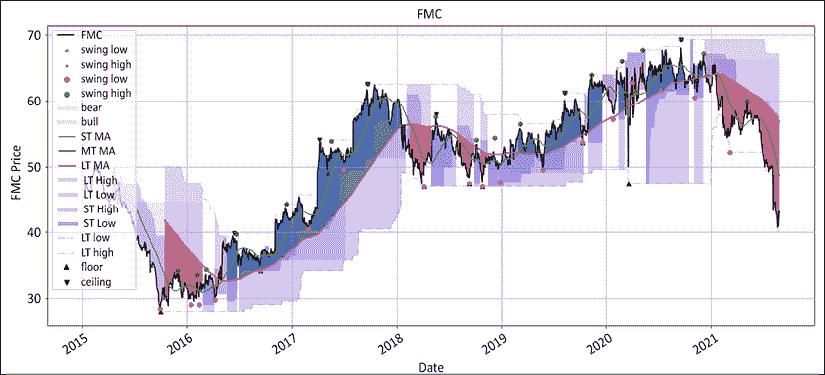 FMC
70
60
50
40
30
FMC Price
FMC
swing low
swing high
swing low
swing high
bear
bull
ST MA
MT MA
LT MA
LT High
LT Low
ST High
ST Low
LT low
LT high
floor
ceiling
2015
2016
2017
2018
2019
2020
2021
Date